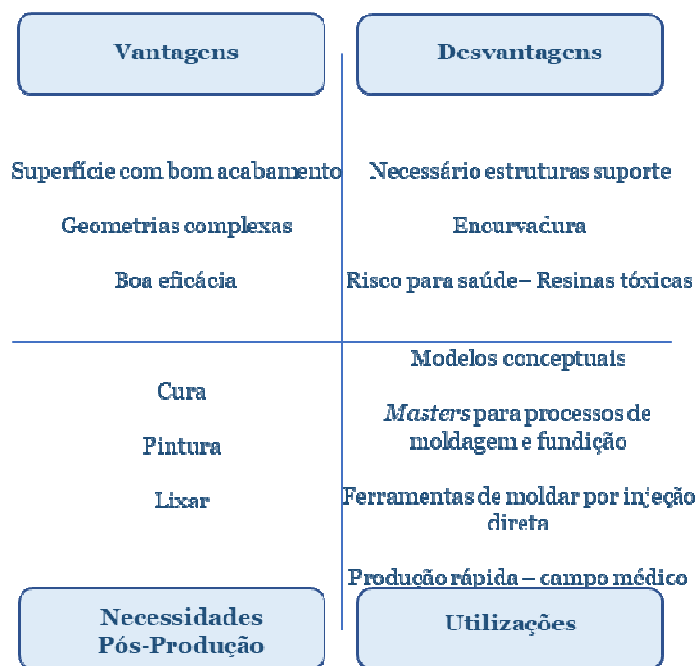 Vantagens
Desvantagens
Superfície com bom acabamento
Necessário estruturas suporte
Geometrias complexas
Encurvadura
Boa eficácia
Risco para saúde– Resinas tóxicas
Modelos conceptuais
Cura
Masters para processos de
moldagem e fundição
Pintura
Lixar
Ferramentas de moldar por injeção
direta
Produção rápida – campo médico
Necessidades
Pós-Produção
Utilizações